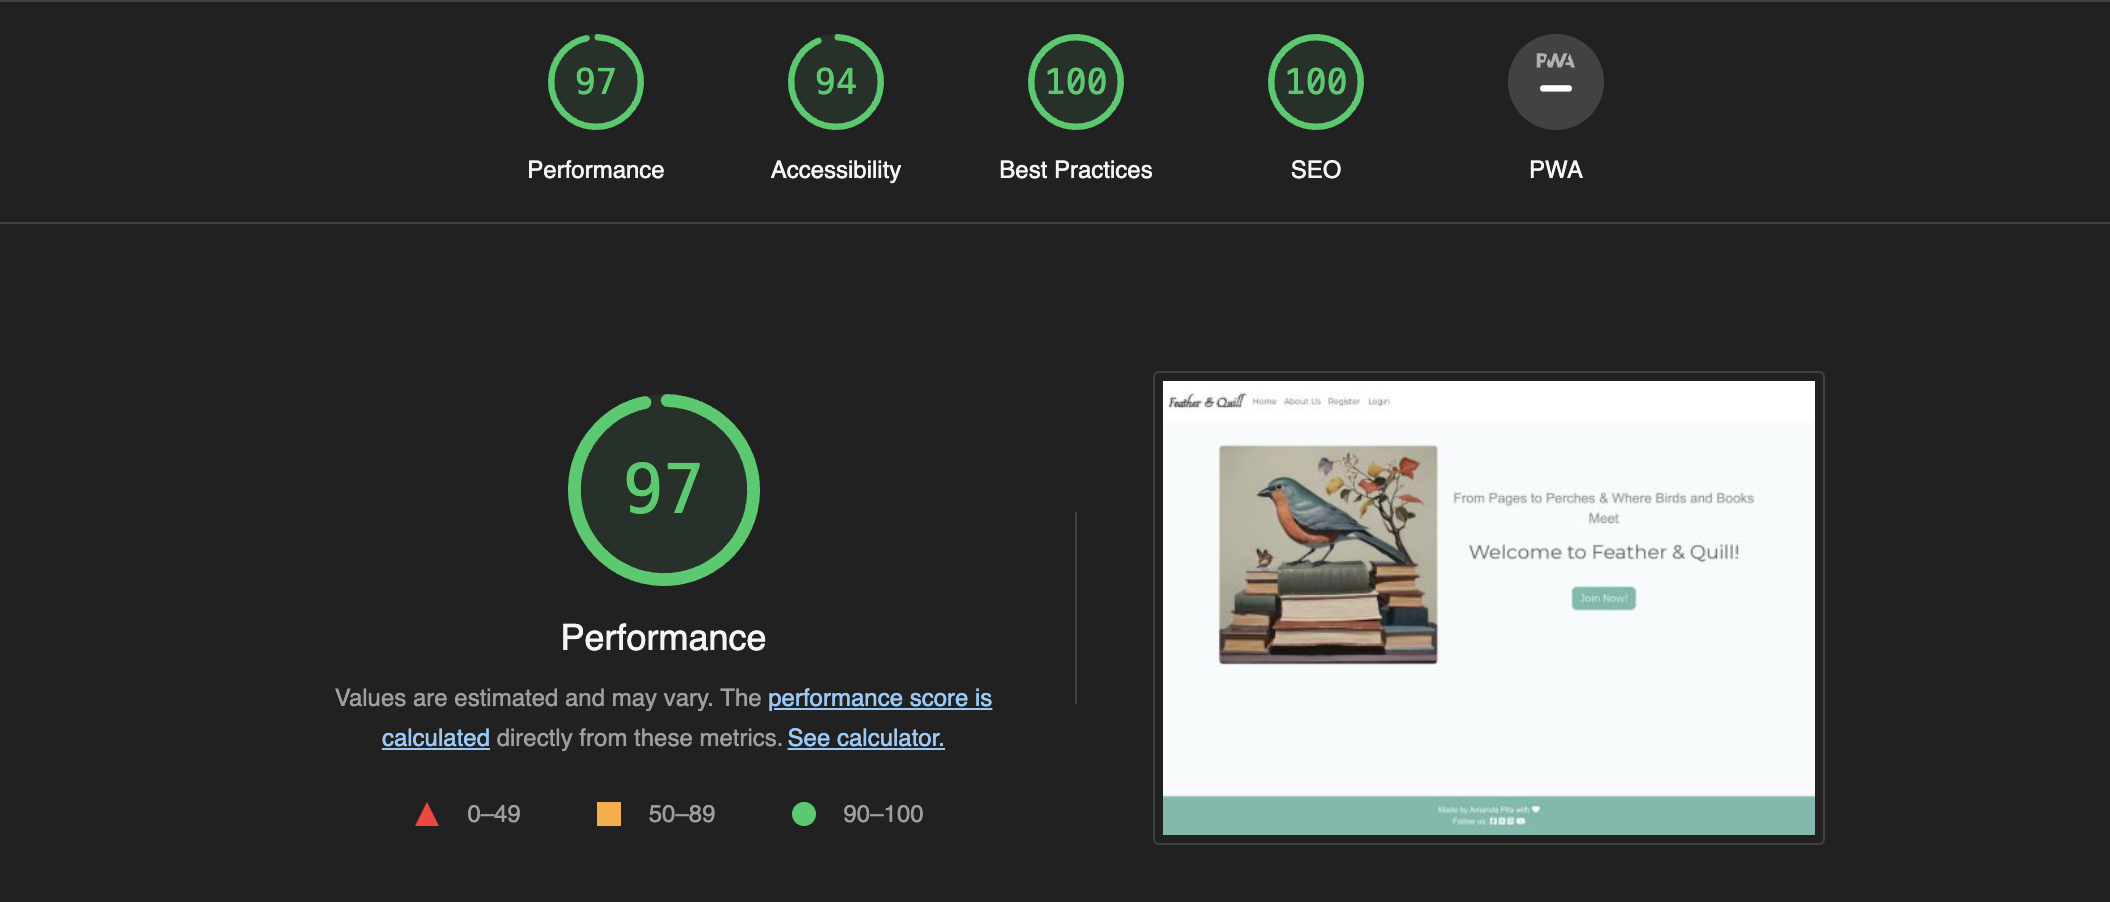 97 94 100 100 PWA
Performance Accessibility Best Practices SEO PWA
97
Performance
Values are estimated and may vary. The performance score is
calculated directly from these metrics. See calculator.
0–49 50–89 90–100
Feather & Quill Home About Us Register Login
From Pages to Perches & Where Birds and Books
Meet
Welcome to Feather & Quill!
Join Now!
Made by Amanda Pita with
Follow us